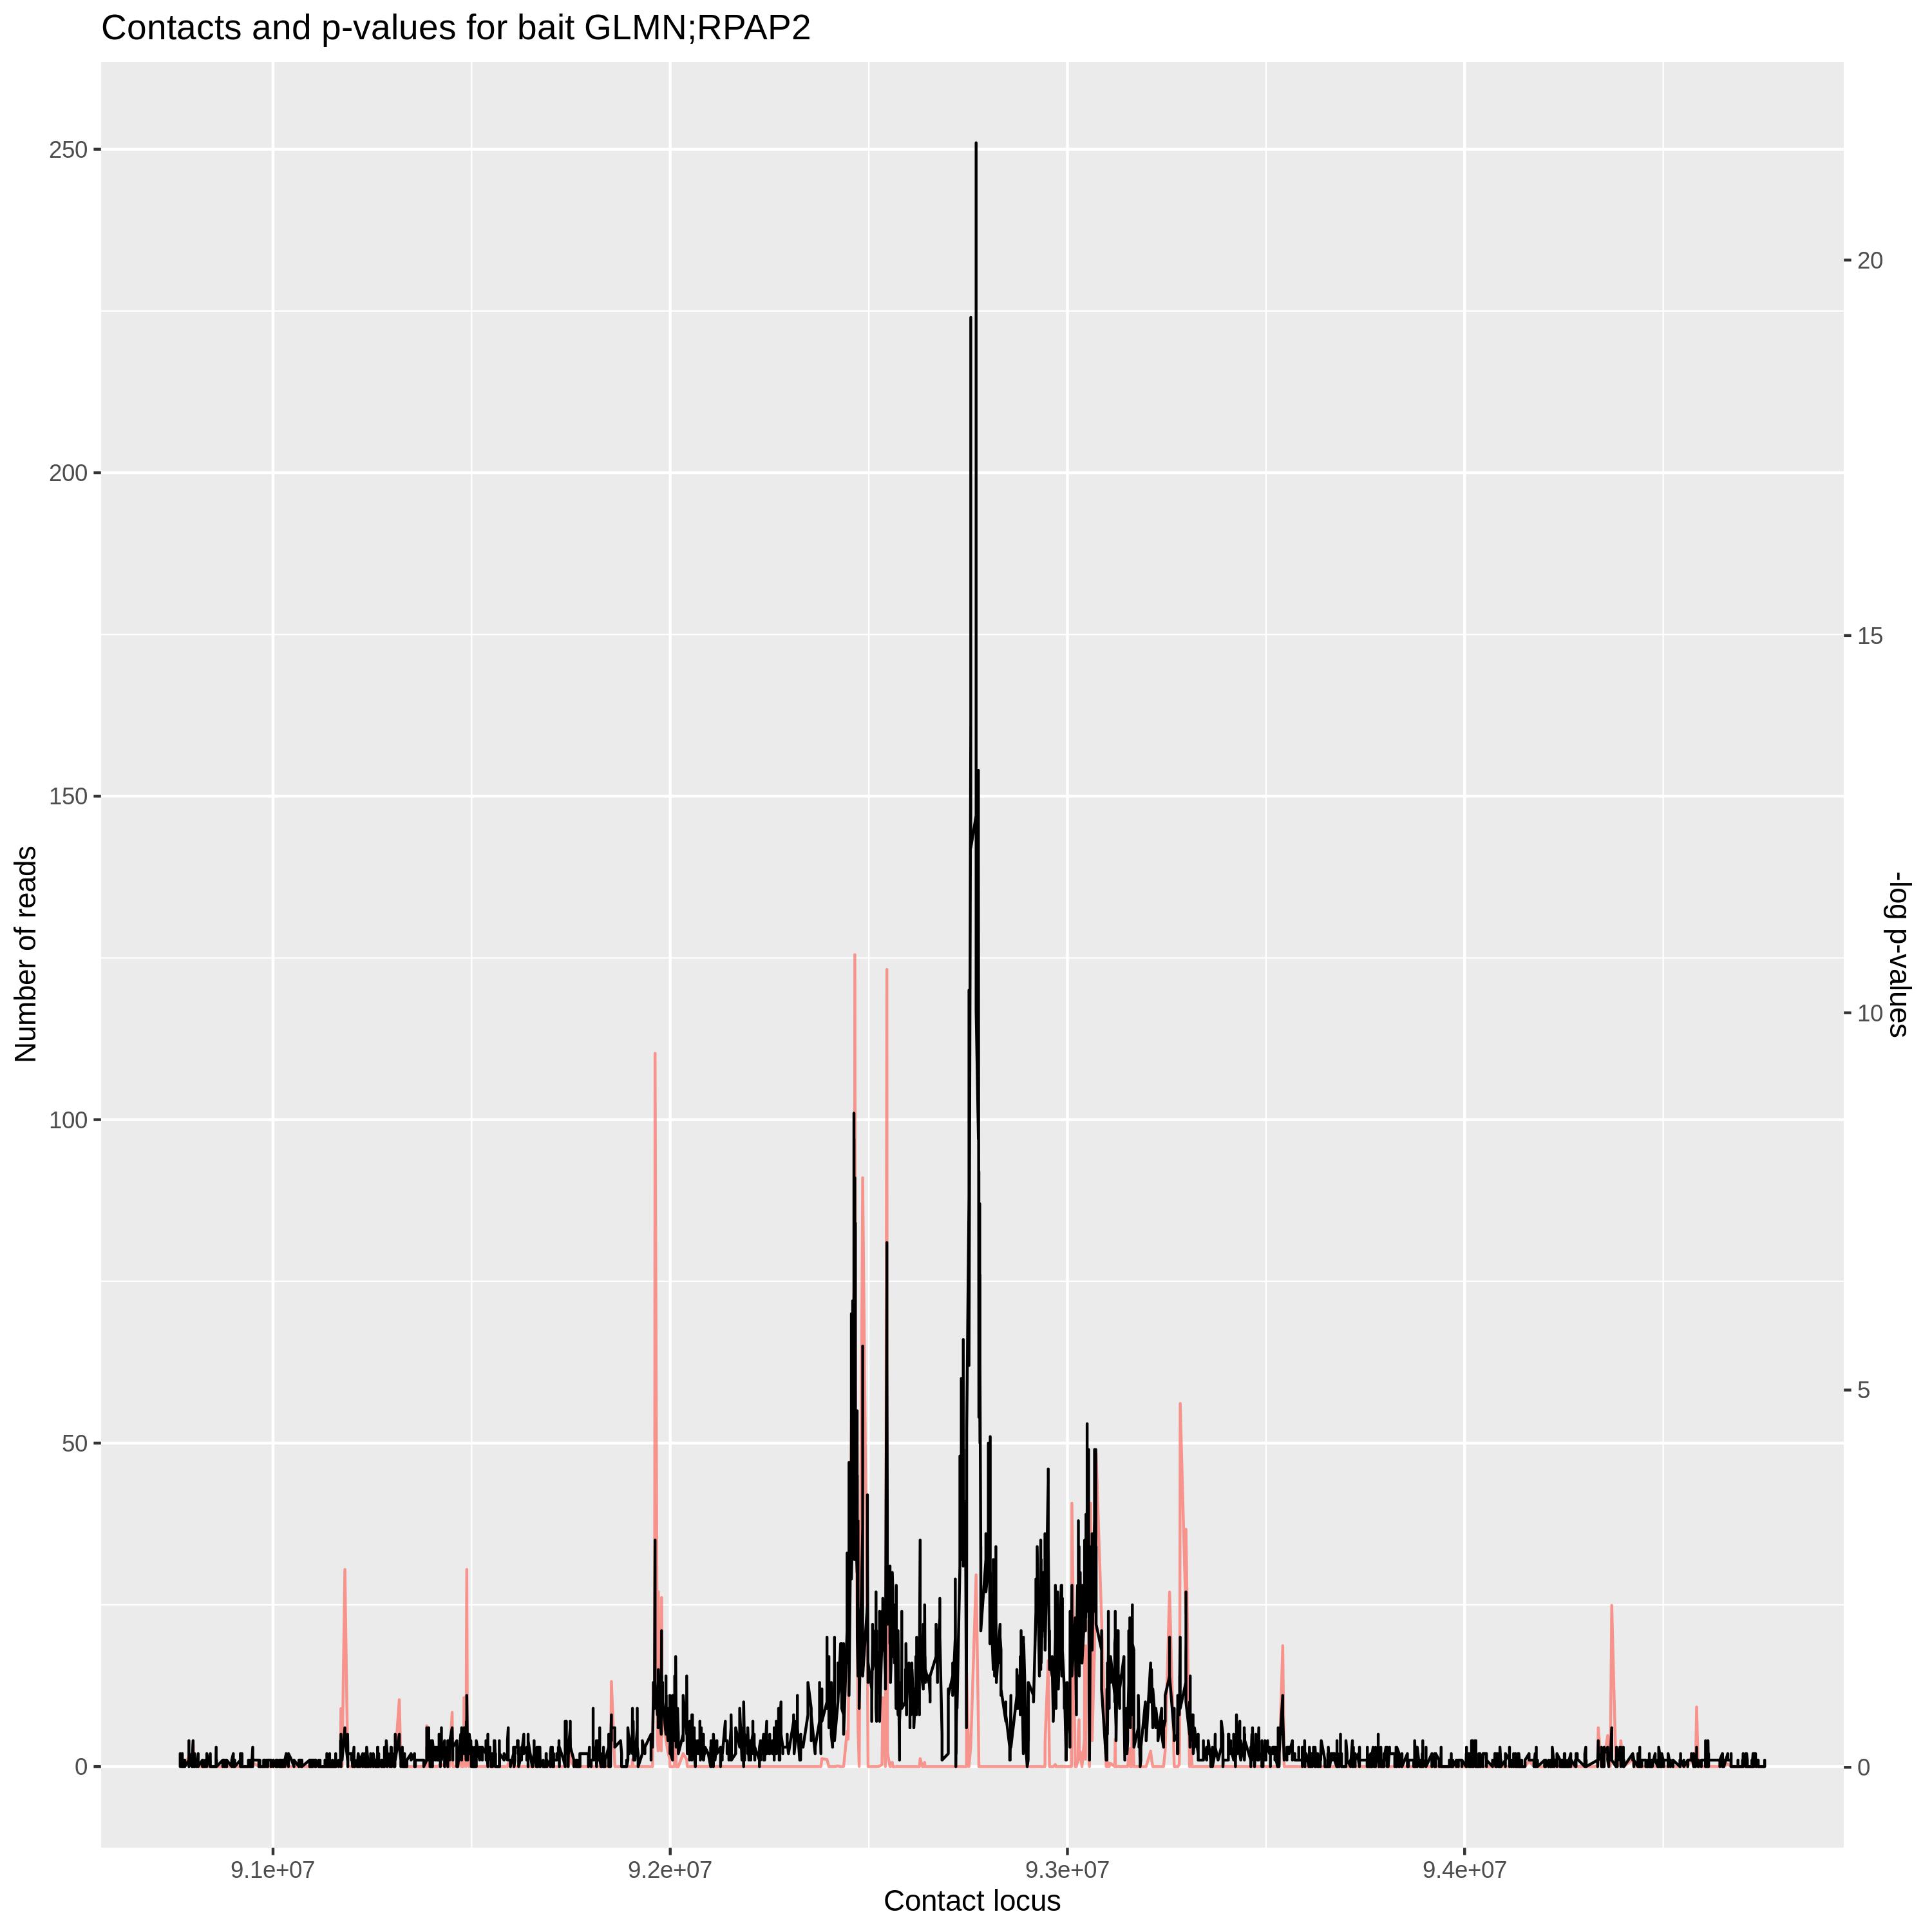 Contacts and p-values for bait GLMN;RPAP2
250
200
150
100
50
0
Number of reads
20
15
10
5
0
-log p-values
9.1e+07 9.2e+07 9.3e+07 9.4e+07
Contact locus